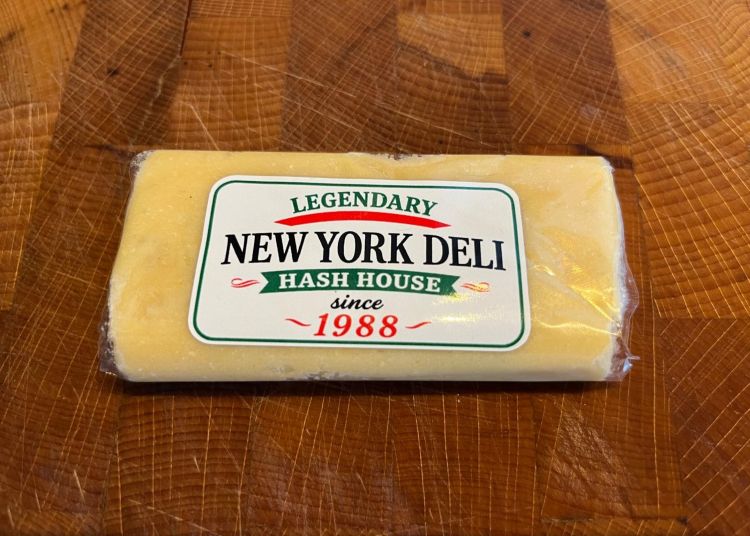 LEGENDARY
NEW YORK DELI
HASH HOUSE
since
1988